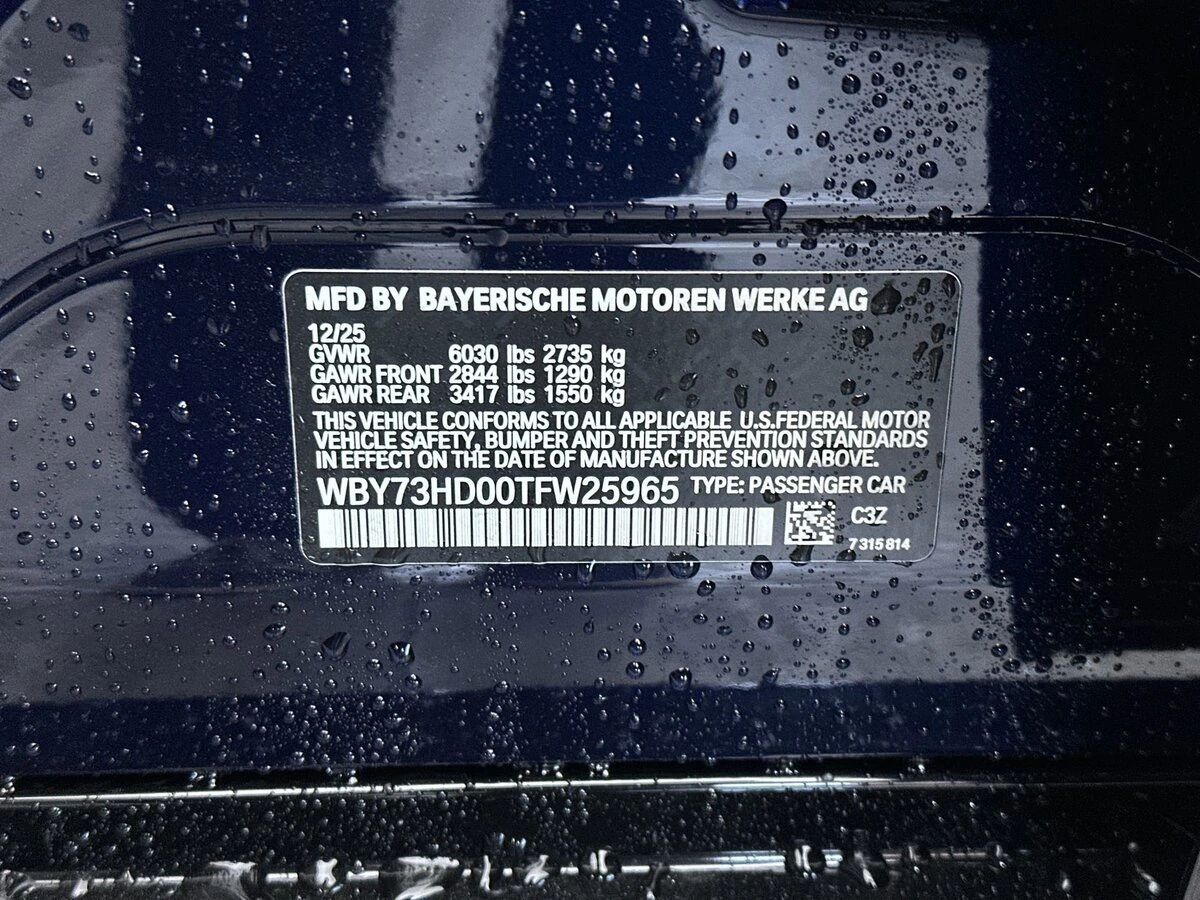 MFD BY BAYERISCHE MOTOREN WERKE AG
12/25
GVWR 6030 lbs 2735 kg
GAWR FRONT 2844 lbs 1290 kg
GAWR REAR 3417 lbs 1550 kg
THIS VEHICLE CONFORMS TO ALL APPLICABLE U.S.FEDERAL MOTOR
VEHICLE SAFETY, BUMPER AND THEFT PREVENTION STANDARDS
IN EFFECT ON THE DATE OF MANUFACTURE SHOWN ABOVE.
WBY73HD00TFW25965 TYPE: PASSENGER CAR
C3Z
7315814